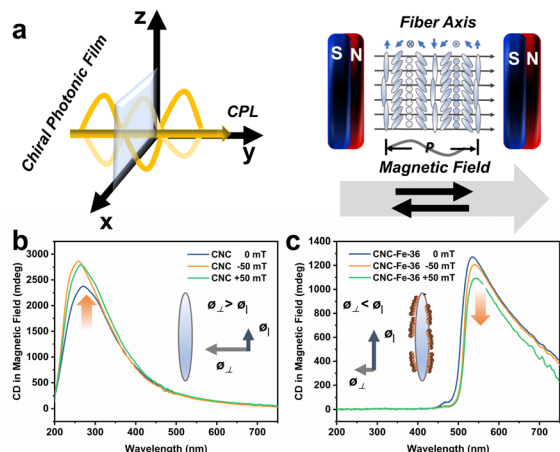 a
Chiral Photonic Film
z
CPL
y
x
Fiber Axis
S N
S N
P
Magnetic Field
b
CD in Magnetic Field (mdeg)
3000
2500
2000
1500
1000
500
0
200 300 400 500 600 700
Wavelength (nm)
CNC 0 mT
CNC -50 mT
CNC +50 mT
ø⊥> ø|
ø|
ø⊥
c
CD in Magnetic Field (mdeg)
1400
1200
1000
800
600
400
200
0
200 300 400 500 600 700
Wavelength (nm)
CNC-Fe-36 0 mT
CNC-Fe-36 -50 mT
CNC-Fe-36 +50 mT
ø⊥< ø|
ø|
ø⊥